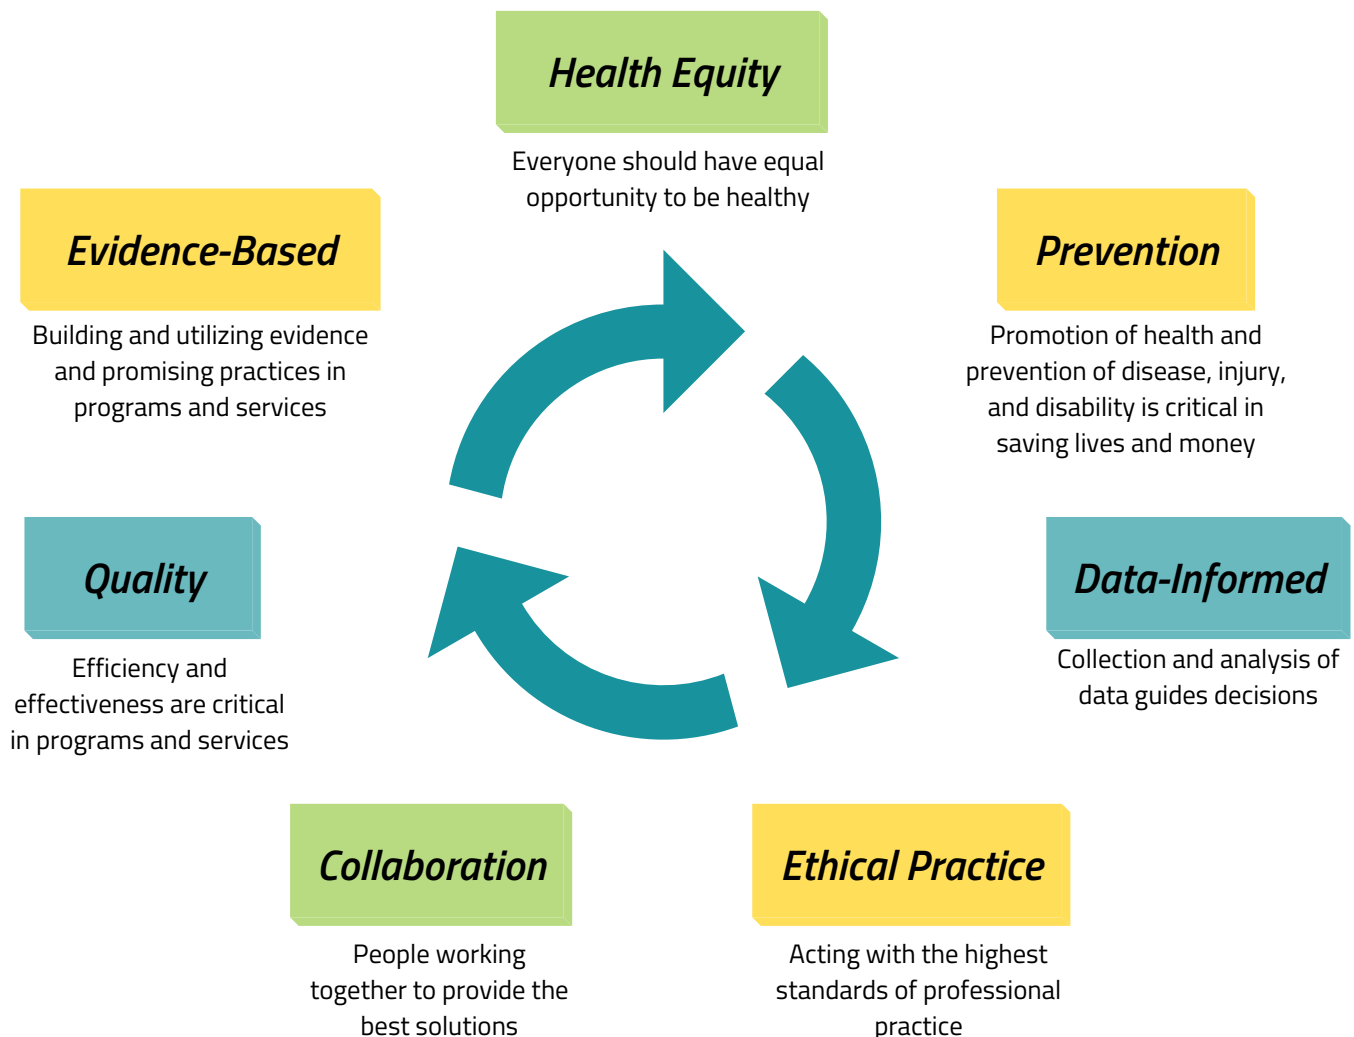 Health Equity
Everyone should have equal
opportunity to be healthy
Prevention
Promotion of health and
prevention of disease, injury,
and disability is critical in
saving lives and money
Data-Informed
Collection and analysis of
data guides decisions
Ethical Practice
Acting with the highest
standards of professional
practice
Collaboration
People working
together to provide the
best solutions
Quality
Efficiency and
effectiveness are critical
in programs and services
Evidence-Based
Building and utilizing evidence
and promising practices in
programs and services